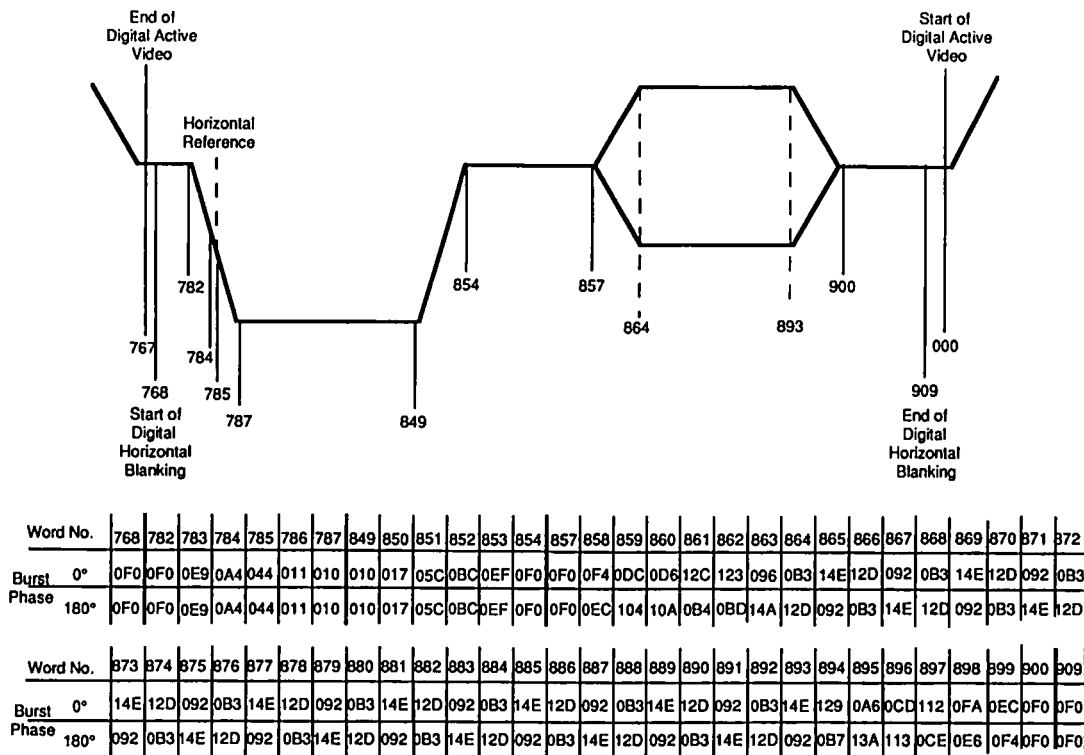 End of
Digital Active
Video
Start of
Digital Active
Video
Horizontal
Reference
782
854
857
900
864
893
767
784
000
768
785
909
787
849
Start of
Digital
Horizontal
Blanking
End of
Digital
Horizontal
Blanking
Word No. 768 782 783 784 785 786 787 849 850 851 852 853 854 857 858 859 860 861 862 863 864 865 866 867 868 869 870 871 872
Burst Phase 0° 0F0 0F0 0E9 0A4 044 011 010 010 017 05C 0BC 0EF 0F0 0F0 0F4 0DC 0D6 12C 123 096 0B3 14E 12D 092 0B3 14E 12D 092 0B3
180° 0F0 0F0 0E9 0A4 044 011 010 010 017 05C 0BC 0EF 0F0 0F0 0EC 104 10A 0B4 0BD 14A 12D 092 0B3 14E 12D 092 0B3 14E 12D
Word No. 873 874 875 876 877 878 879 880 881 882 883 884 885 886 887 888 889 890 891 892 893 894 895 896 897 898 899 900 909
Burst Phase 0° 14E 12D 092 0B3 14E 12D 092 0B3 14E 12D 092 0B3 14E 12D 092 0B3 14E 12D 092 0B3 14E 129 0A6 0CD 112 0FA 0EC 0F0 0F0
180° 092 0B3 14E 12D 092 0B3 14E 12D 092 0B3 14E 12D 092 0B3 14E 12D 092 0B3 14E 12D 092 0B7 13A 113 0CE 0E6 0F4 0F0 0F0